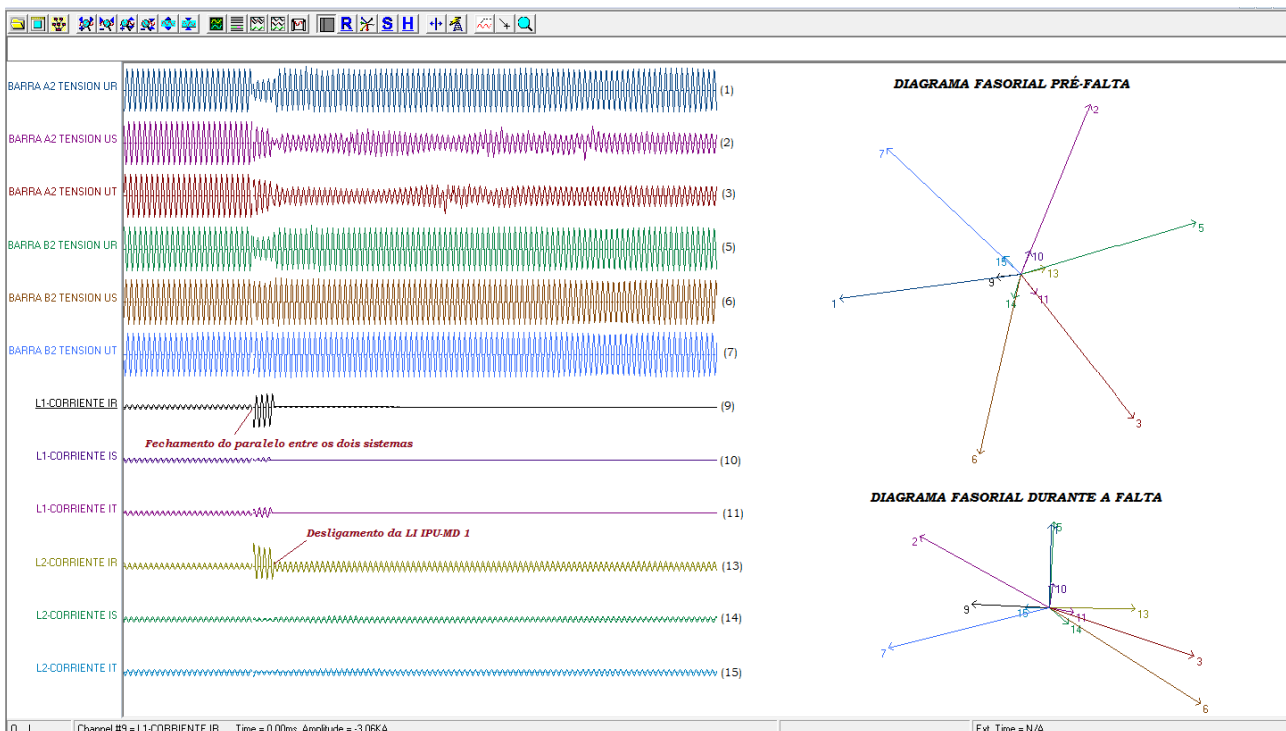 R S H
BARRA A2 TENSION UR (1)
BARRA A2 TENSION US (2)
BARRA A2 TENSION UT (3)
BARRA B2 TENSION UR (5)
BARRA B2 TENSION US (6)
BARRA B2 TENSION UT (7)
L1-CORRIENTE IR (9)
Fechamento do paralelo entre os dois sistemas
L1-CORRIENTE IS (10)
L1-CORRIENTE IT (11)
Desligamento da LI IPU-MD 1
L2-CORRIENTE IR (13)
L2-CORRIENTE IS (14)
L2-CORRIENTE IT (15)
DIAGRAMA FASORIAL PRÉ-FALTA
2
7
5
10
15
13
9
11
1
14
3
6
DIAGRAMA FASORIAL DURANTE A FALTA
2
10
9
15
11
13
14
7
3
6
Channel #9 = L1-CORRIENTE IR Time = 0.00ms Amplitude = -3.06KA
Ext. Time = N/A